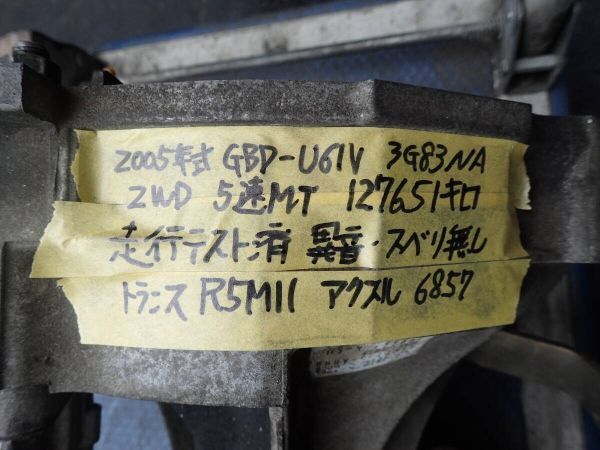 2005年式 GBD-U61V 3G83NA
2WD 5速MT 127651キロ
走行テスト済 異音・スベリ無し
トランス R5M11 アクスル 6857